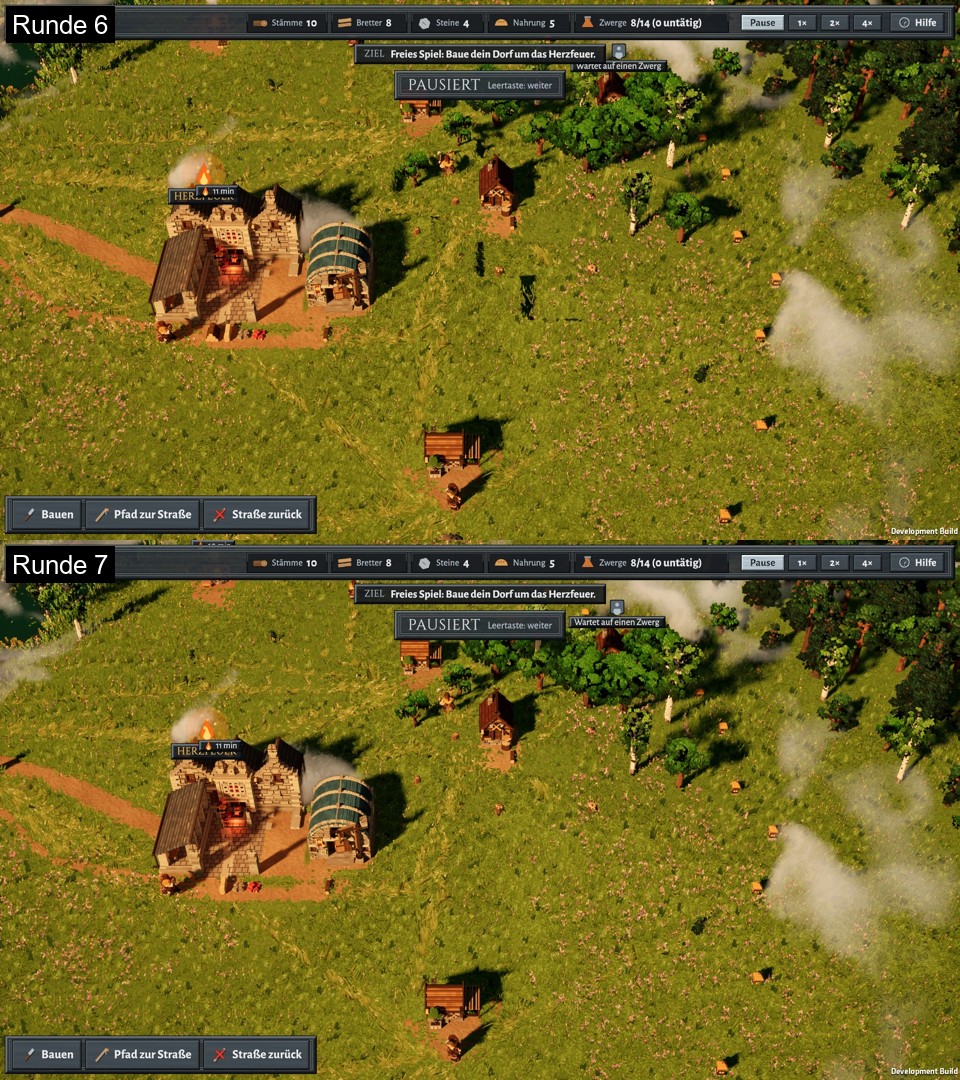 Runde 6
Stämme 10 Bretter 8 Steine 4 Nahrung 5 Zwerge 8/14 (0 untätig) Pause 1× 2× 4× Hilfe
ZIEL Freies Spiel: Baue dein Dorf um das Herzfeuer.
Wartet auf einen Zwerg
PAUSIERT Leertaste: weiter
11 min
Bauen Pfad zur Straße Straße zurück
Development Build
Runde 7
Stämme 10 Bretter 8 Steine 4 Nahrung 5 Zwerge 8/14 (0 untätig) Pause 1× 2× 4× Hilfe
ZIEL Freies Spiel: Baue dein Dorf um das Herzfeuer.
PAUSIERT Leertaste: weiter
Wartet auf einen Zwerg
11 min
Bauen Pfad zur Straße Straße zurück
Development Build